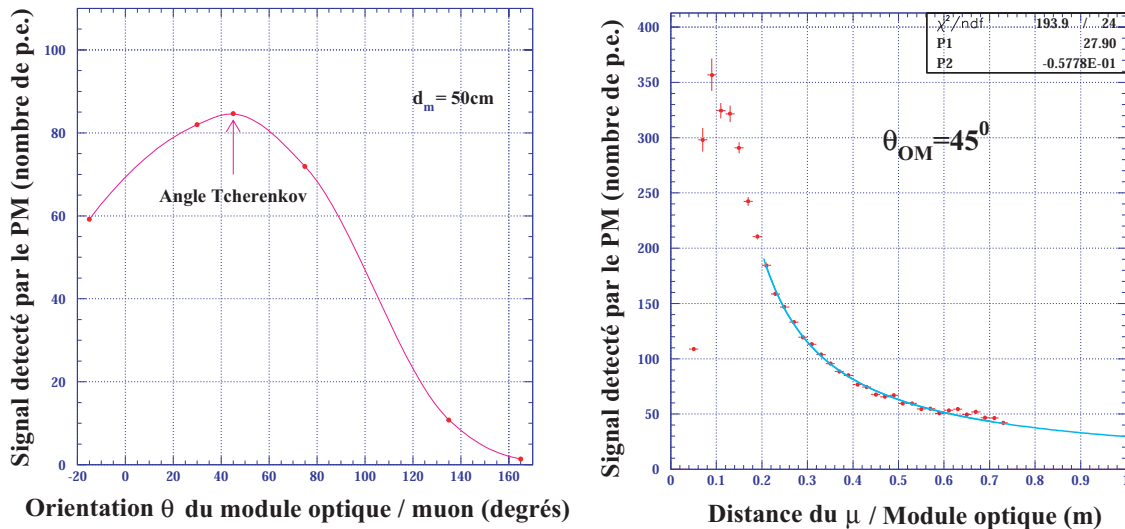 Signal detecté par le PM (nombre de p.e.)
100
80
60
40
20
0
d_m = 50cm
Angle Tcherenkov
-20 0 20 40 60 80 100 120 140 160
Orientation θ du module optique / muon (degrés)
Signal detecté par le PM (nombre de p.e.)
400
350
300
250
200
150
100
50
0
χ²/ndf 193.9 / 24
P1 27.90
P2 -0.5778E-01
θ_OM=45⁰
0 0.1 0.2 0.3 0.4 0.5 0.6 0.7 0.8 0.9 1
Distance du μ / Module optique (m)